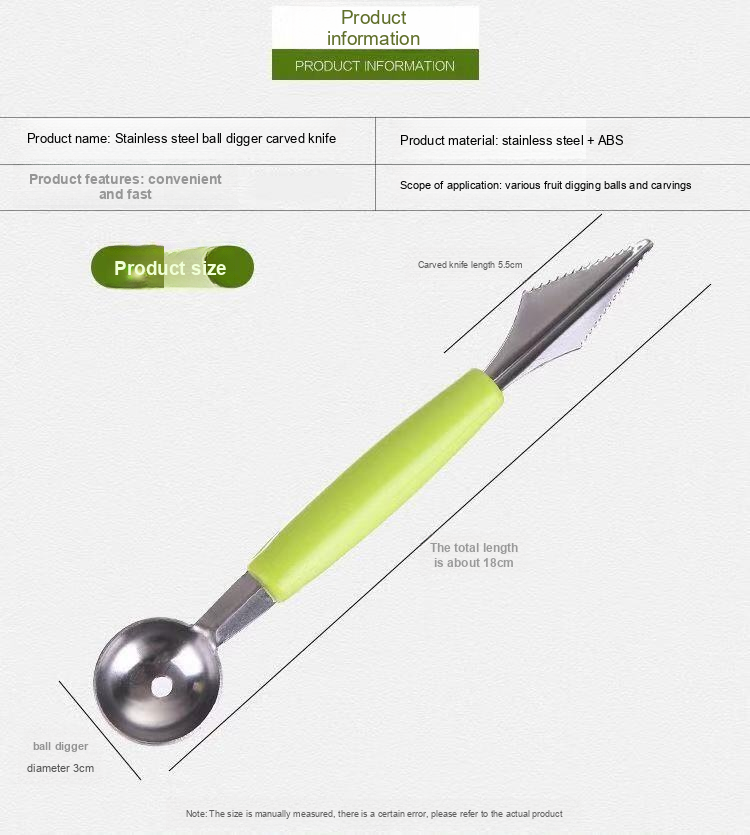 Product
information
PRODUCT INFORMATION
Product name: Stainless steel ball digger carved knife
Product material: stainless steel + ABS
Product features: convenient
and fast
Scope of application: various fruit digging balls and carvings
Product size
Carved knife length 5.5cm
The total length
is about 18cm
ball digger
diameter 3cm
Note: The size is manually measured, there is a certain error, please refer to the actual product